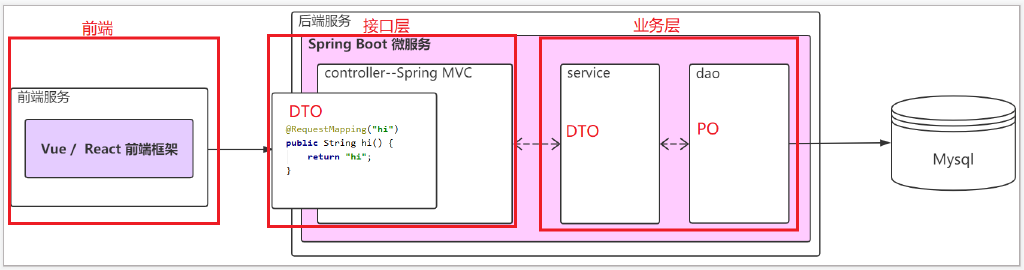 前端
前端服务
Vue / React 前端框架
后端服务
接口层
Spring Boot 微服务
controller--Spring MVC
DTO
@RequestMapping("hi")
public String hi() {
return "hi";
}
业务层
service
DTO
dao
PO
Mysql